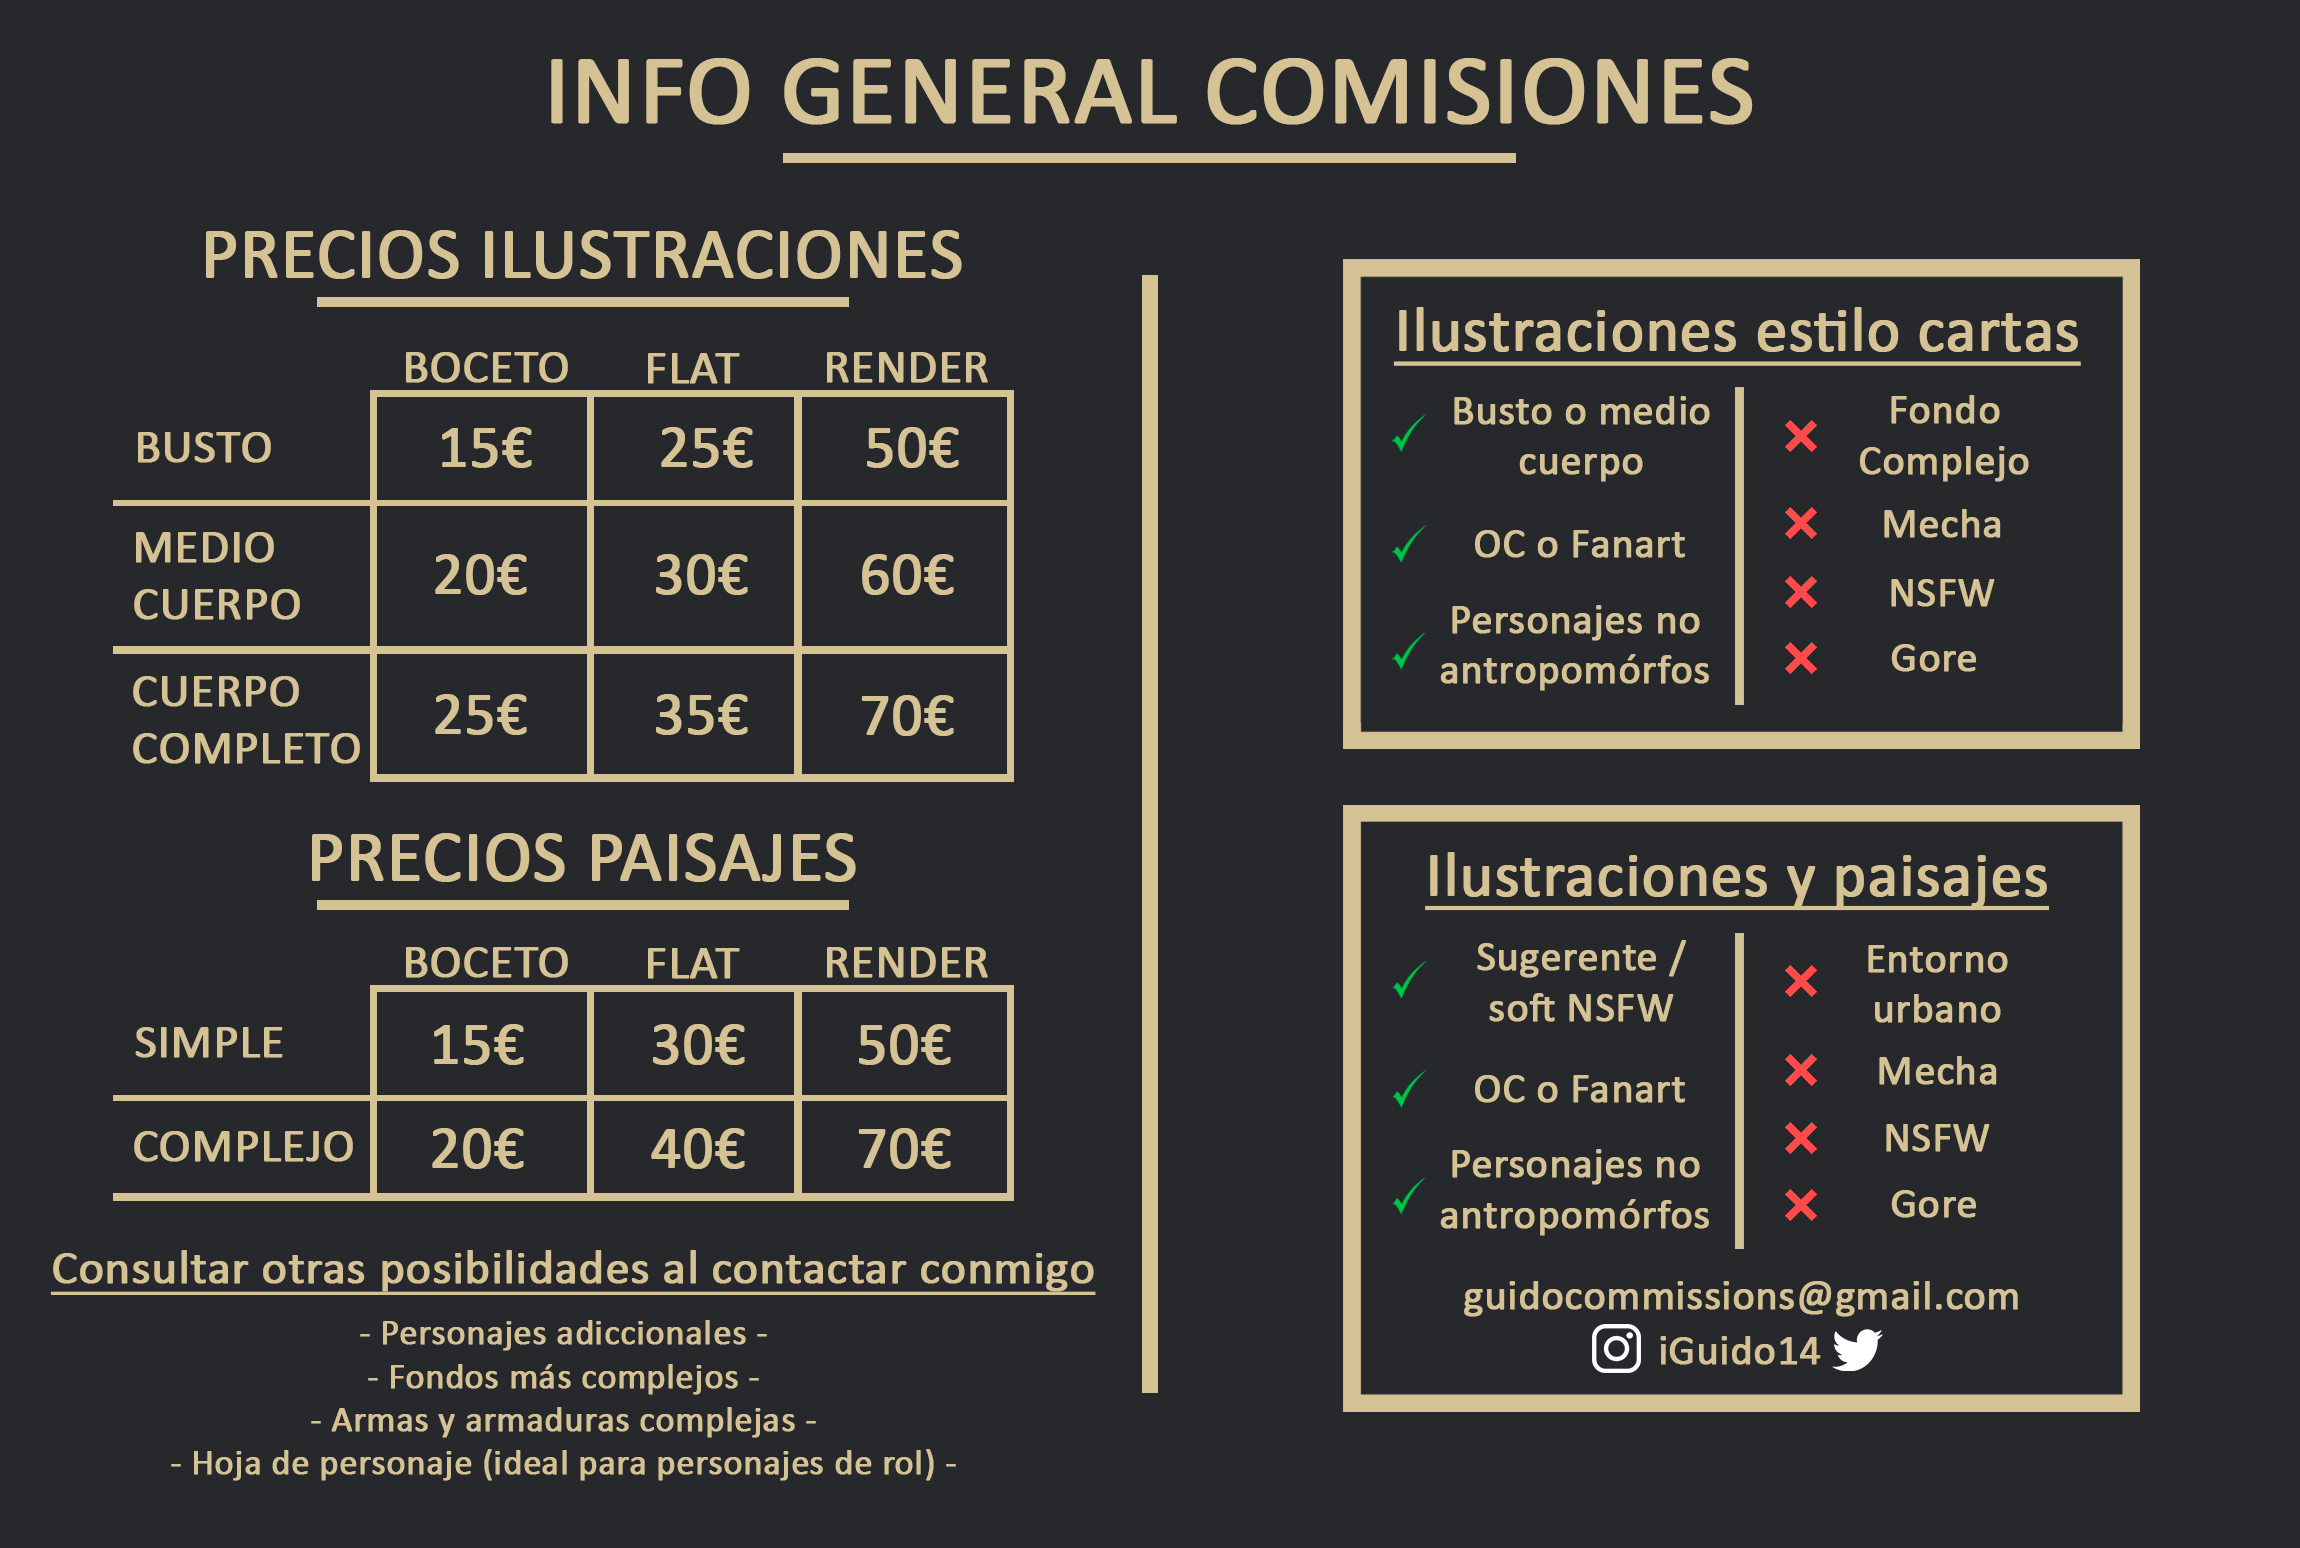 INFO GENERAL COMISIONES
PRECIOS ILUSTRACIONES
BOCETO FLAT RENDER
BUSTO 15€ 25€ 50€
MEDIO
CUERPO 20€ 30€ 60€
CUERPO
COMPLETO 25€ 35€ 70€
PRECIOS PAISAJES
BOCETO FLAT RENDER
SIMPLE 15€ 30€ 50€
COMPLEJO 20€ 40€ 70€
Consultar otras posibilidades al contactar conmigo
- Personajes adiccionales -
- Fondos más complejos -
- Armas y armaduras complejas -
- Hoja de personaje (ideal para personajes de rol) -
Ilustraciones estilo cartas
Busto o medio
cuerpo
OC o Fanart
Personajes no
antropomórfos
Fondo
Complejo
Mecha
NSFW
Gore
Ilustraciones y paisajes
Sugerente /
soft NSFW
OC o Fanart
Personajes no
antropomórfos
Entorno
urbano
Mecha
NSFW
Gore
guidocommissions@gmail.com
iGuido14